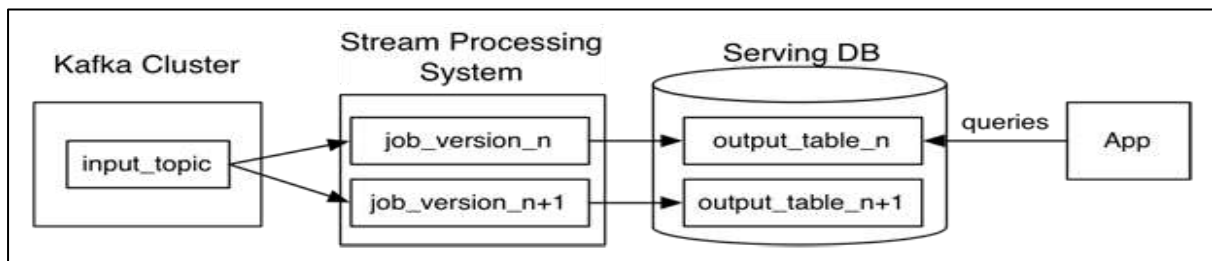 Kafka Cluster
Stream Processing
System
Serving DB
input_topic
job_version_n
job_version_n+1
output_table_n
output_table_n+1
queries
App